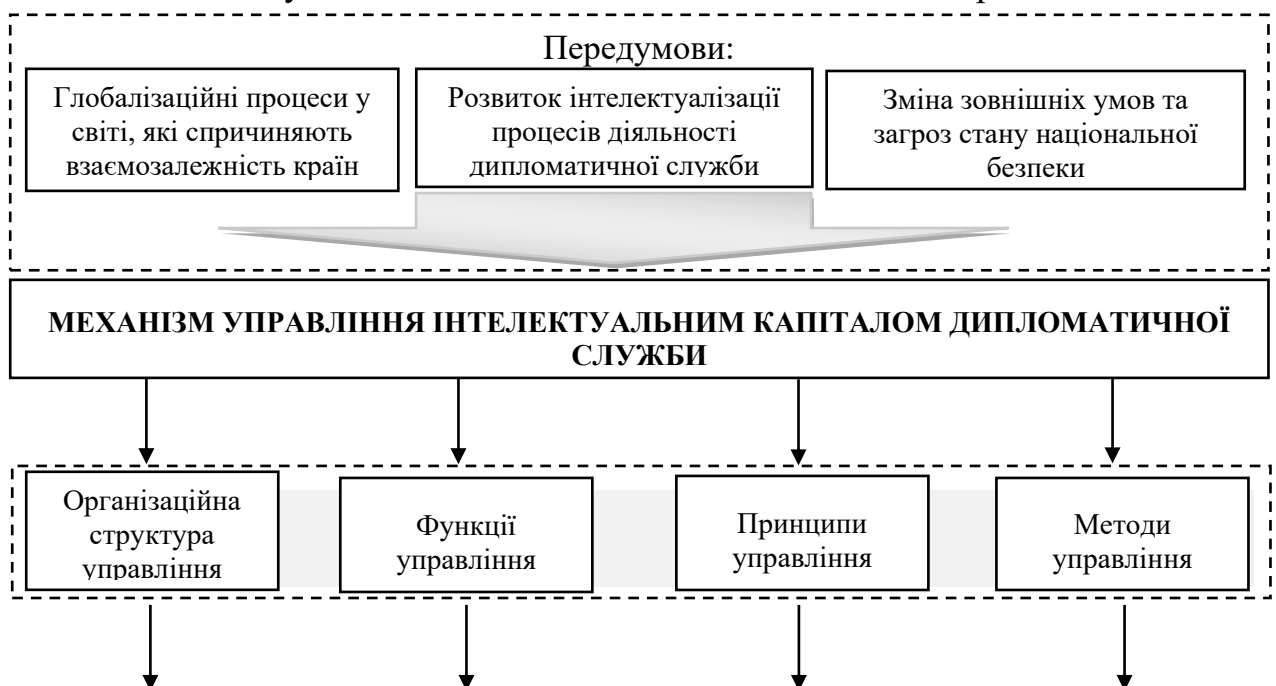 Передумови:
Глобалізаційні процеси у
світі, які спричиняють
взаємозалежність країн
Розвиток інтелектуалізації
процесів діяльності
дипломатичної служби
Зміна зовнішніх умов та
загроз стану національної
безпеки
МЕХАНІЗМ УПРАВЛІННЯ ІНТЕЛЕКТУАЛЬНИМ КАПІТАЛОМ ДИПЛОМАТИЧНОЇ
СЛУЖБИ
Організаційна
структура
управління
Функції
управління
Принципи
управління
Методи
управління